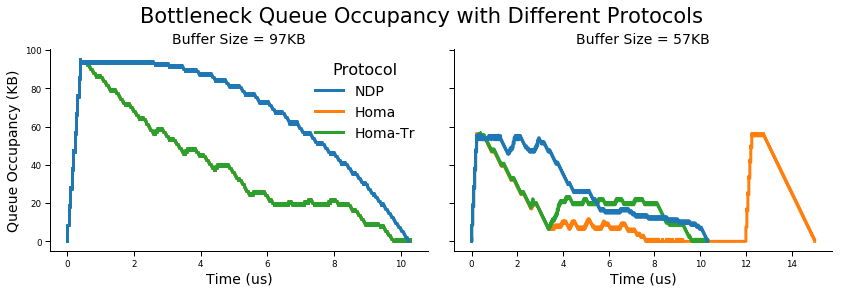 Bottleneck Queue Occupancy with Different Protocols
Buffer Size = 97KB
Buffer Size = 57KB
Queue Occupancy (KB)
100
80
60
40
20
0
Protocol
NDP
Homa
Homa-Tr
0 2 4 6 8 10
0 2 4 6 8 10 12 14
Time (us)
Time (us)